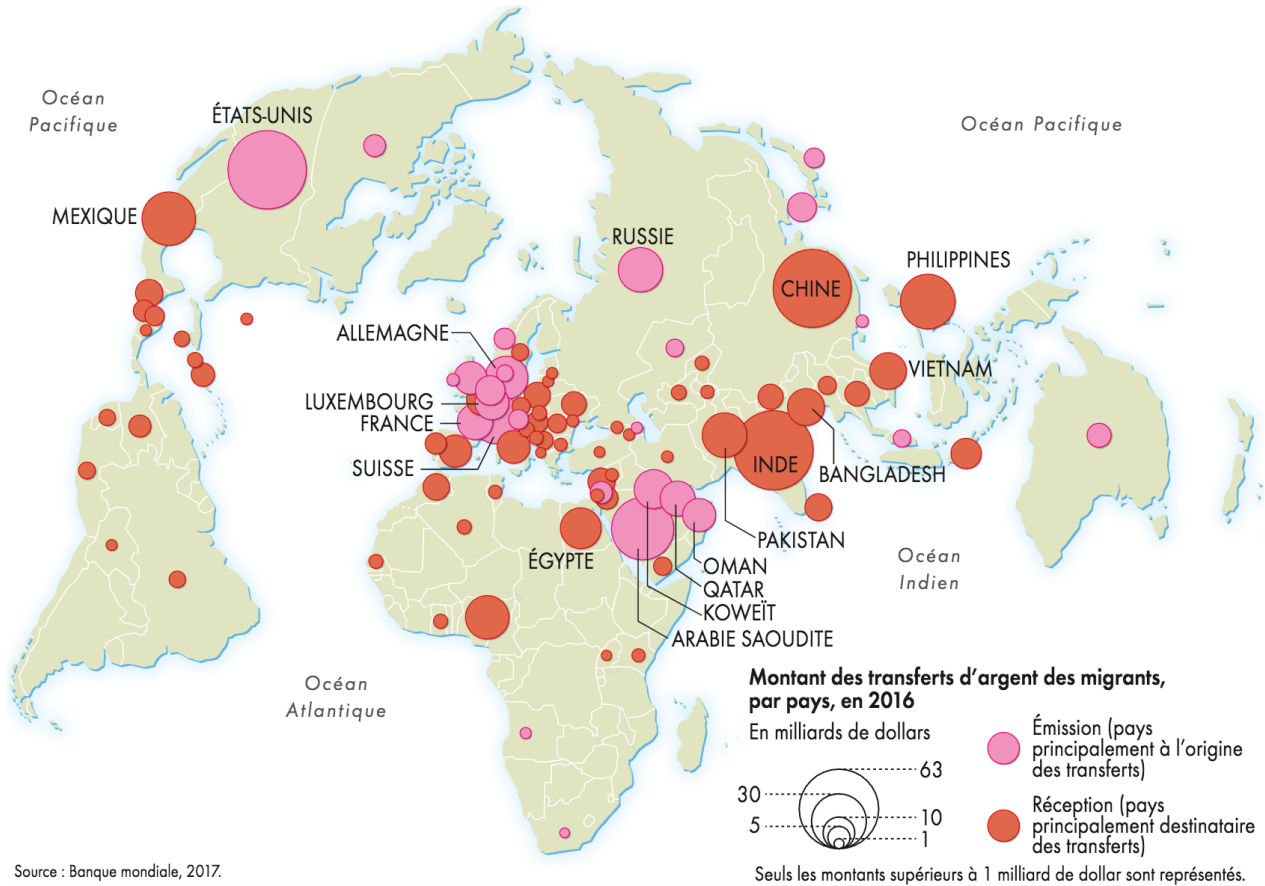 Océan
Pacifique
ÉTATS-UNIS
Océan Pacifique
MEXIQUE
RUSSIE
PHILIPPINES
CHINE
ALLEMAGNE
VIETNAM
LUXEMBOURG
FRANCE
SUISSE
INDE
BANGLADESH
PAKISTAN
ÉGYPTE
OMAN
QATAR
KOWEÏT
ARABIE SAOUDITE
Océan
Indien
Océan
Atlantique
Montant des transferts d'argent des migrants,
par pays, en 2016
En milliards de dollars
63
30
10
5
1
Émission (pays
principalement à l'origine
des transferts)
Réception (pays
principalement destinataire
des transferts)
Source : Banque mondiale, 2017.
Seuls les montants supérieurs à 1 milliard de dollar sont représentés.